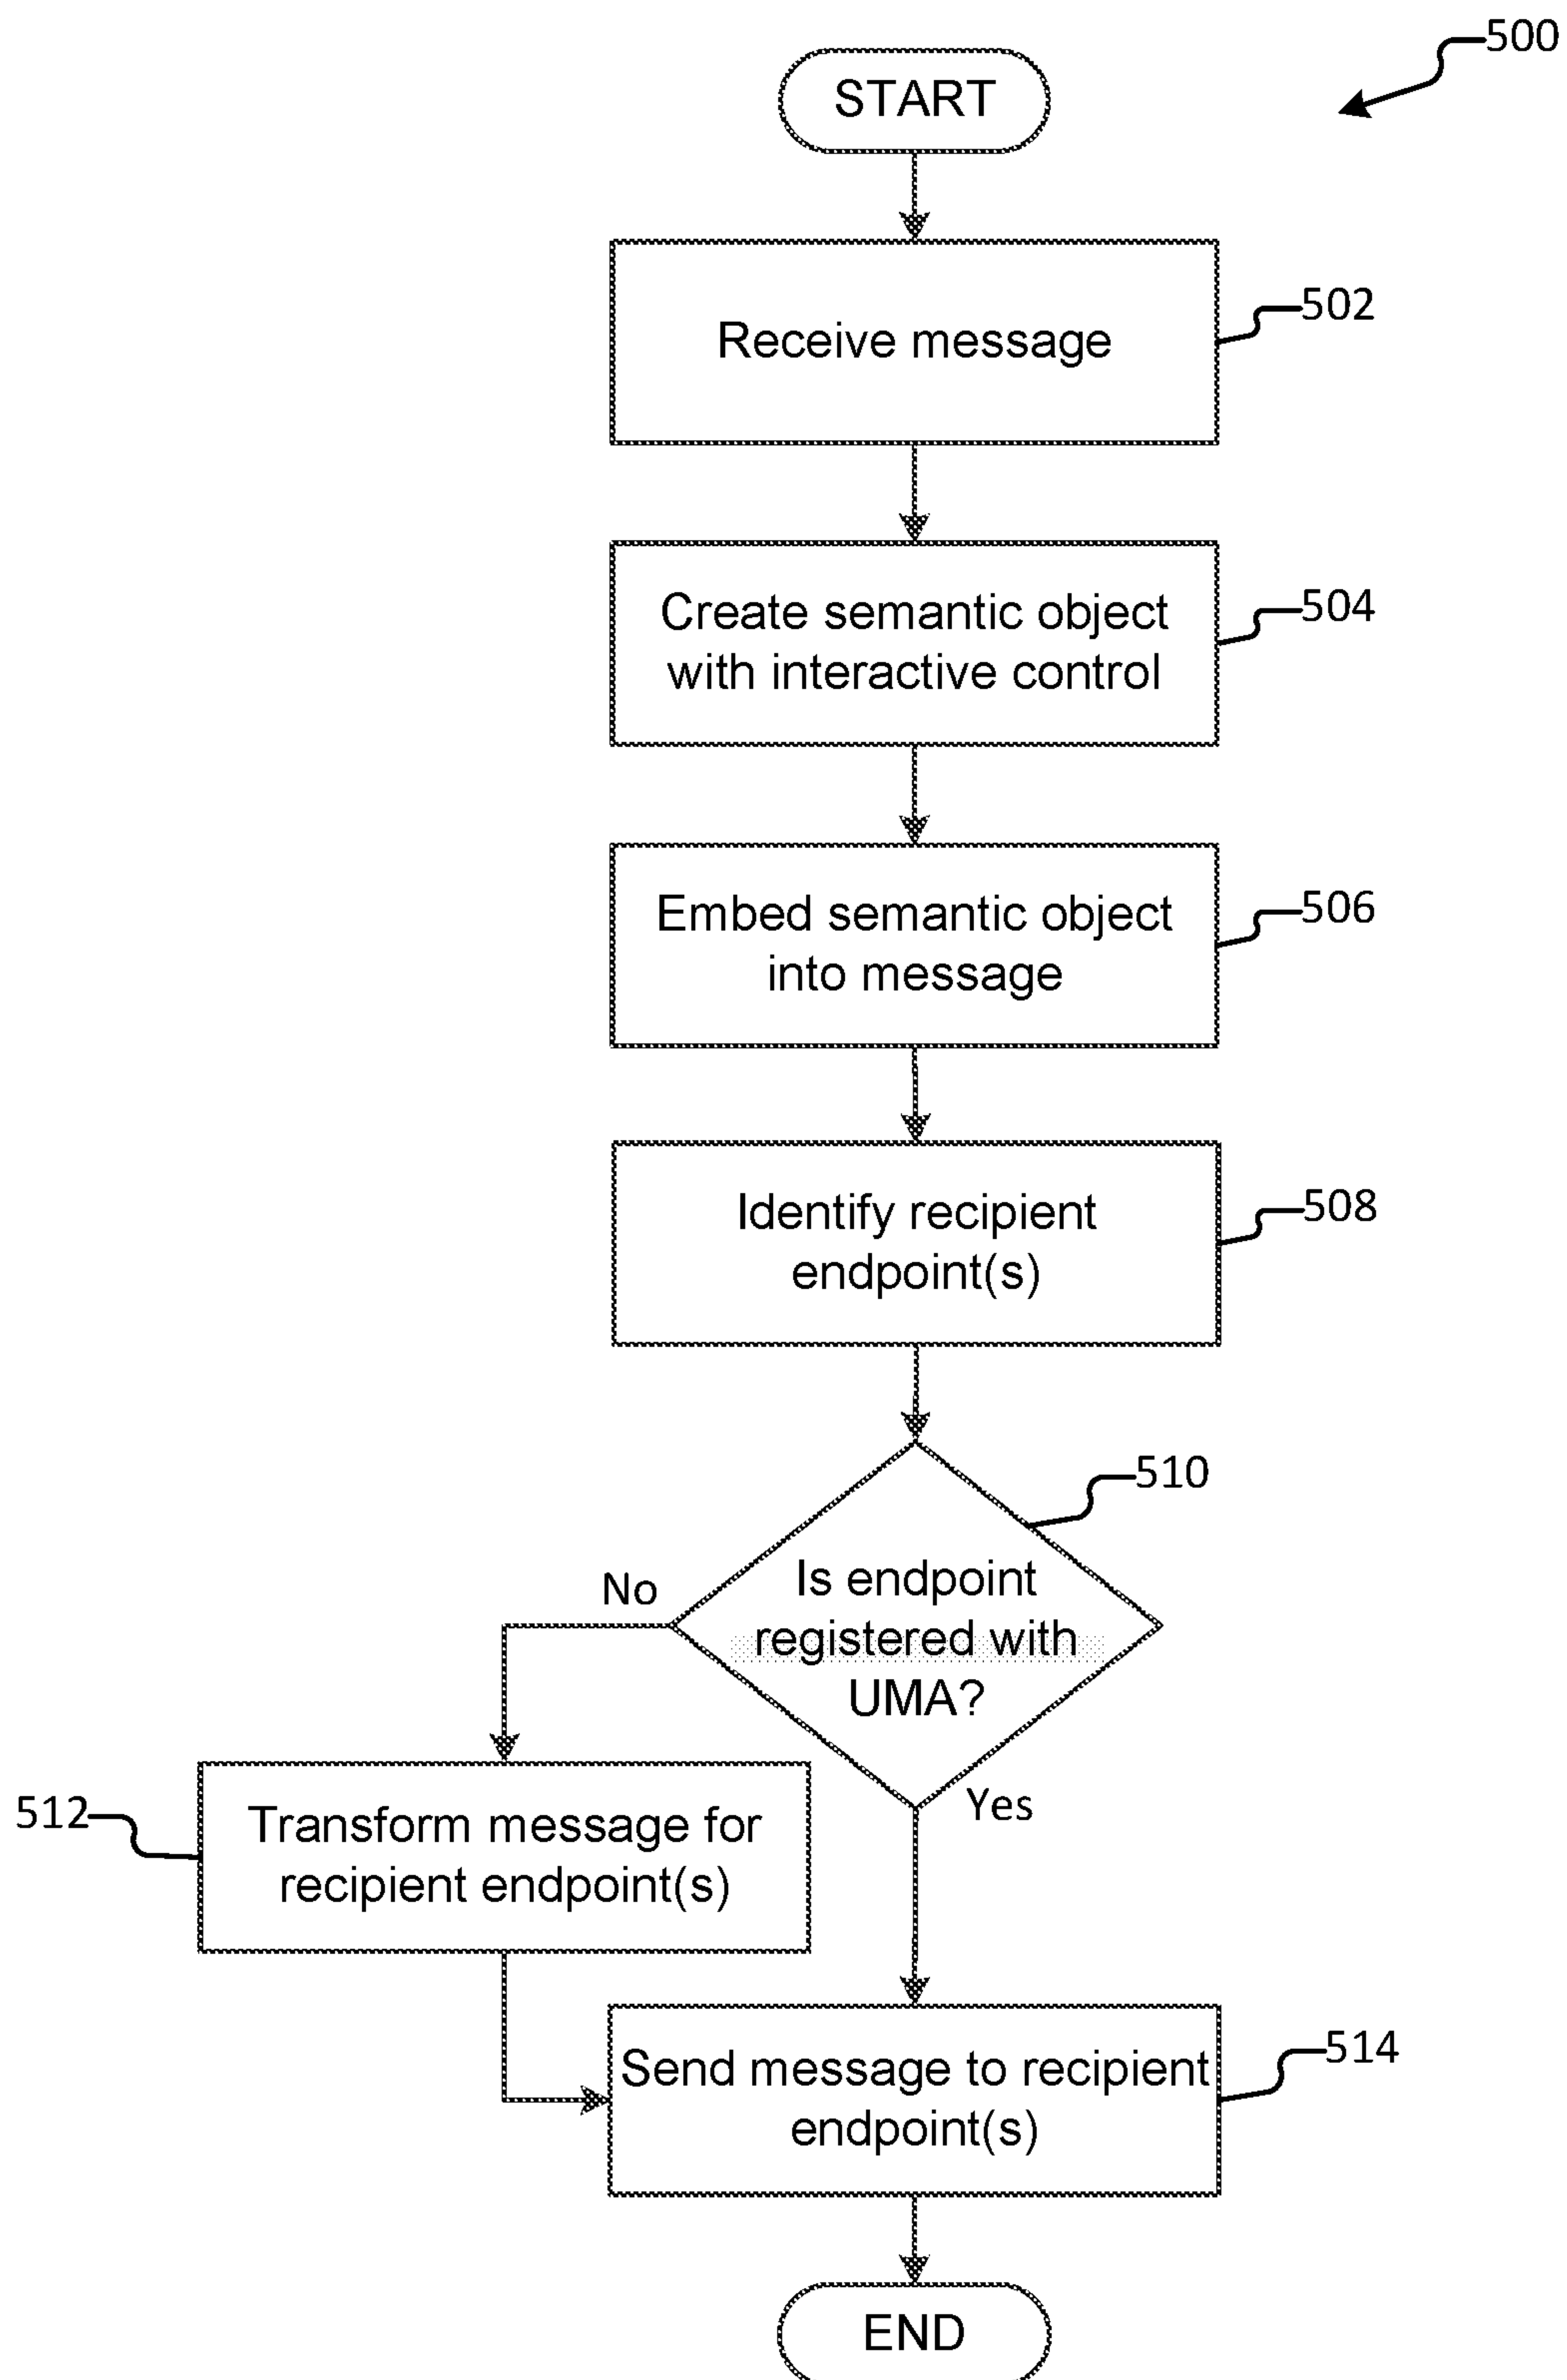 500
START
Receive message
502
Create semantic object
with interactive control
504
Embed semantic object
into message
506
Identify recipient
endpoint(s)
508
510
Is endpoint
registered with
UMA?
No
Yes
512
Transform message for
recipient endpoint(s)
Send message to recipient
endpoint(s)
514
END